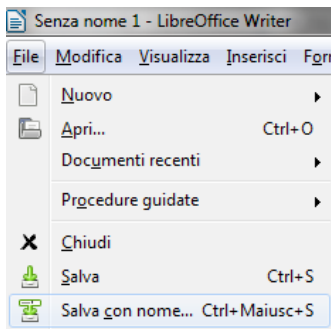 Senza nome 1 - LibreOffice Writer
File Modifica Visualizza Inserisci
Nuovo
Apri... Ctrl+O
Documenti recenti
Procedure guidate
Chiudi
Salva Ctrl+S
Salva con nome... Ctrl+Maiusc+S